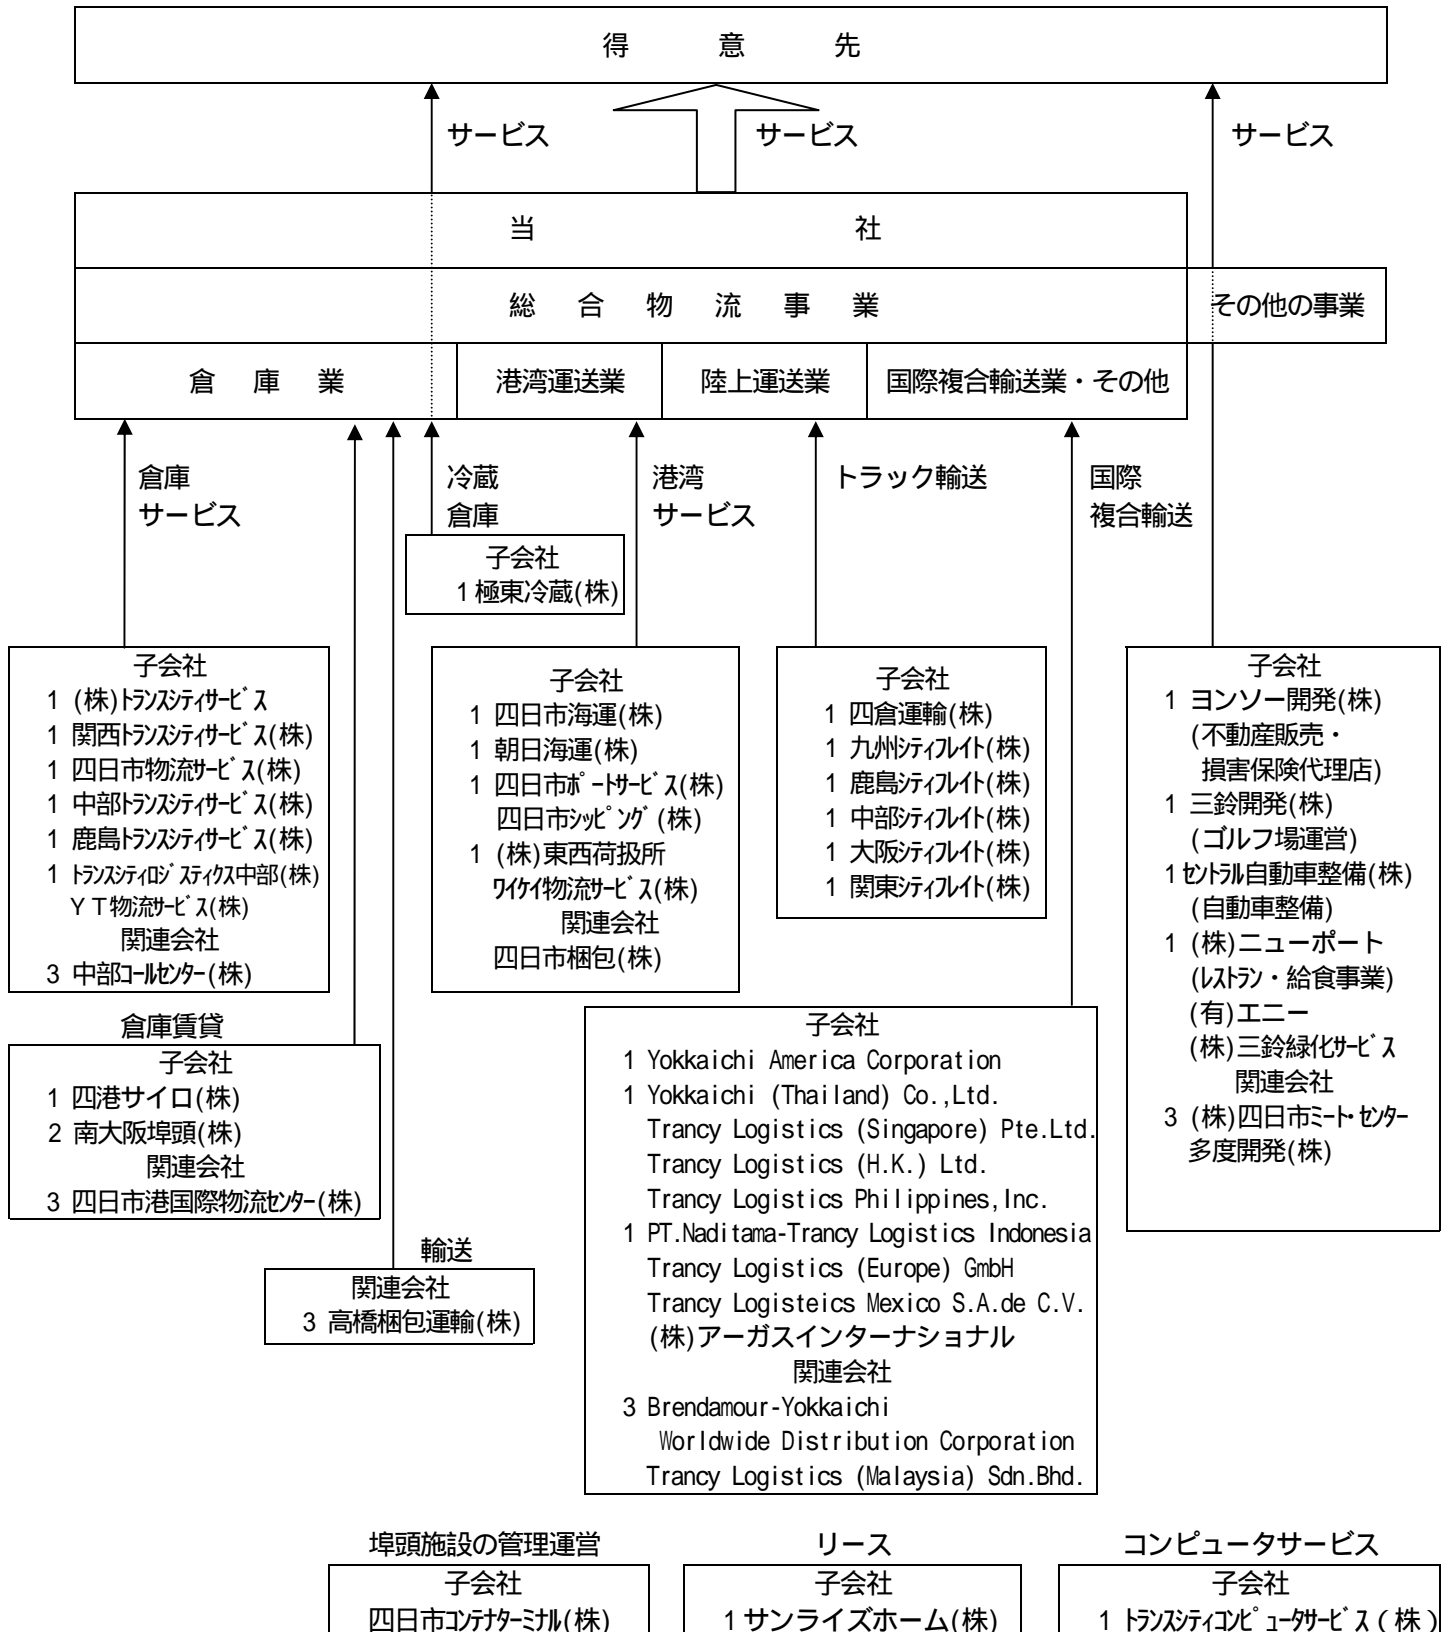 得意先
サービス
サービス
サービス
当社
総合物流事業
その他の事業
倉庫業
港湾運送業
陸上運送業
国際複合輸送業・その他
倉庫
サービス
冷蔵
倉庫
港湾
サービス
トラック輸送
国際
複合輸送
子会社
1 極東冷蔵(株)
子会社
1 (株)トランスシティサービス
1 関西トランスシティサービス(株)
1 四日市物流サービス(株)
1 中部トランスシティサービス(株)
1 鹿島トランスシティサービス(株)
1 トランスシティロジスティクス中部(株)
YT物流サービス(株)
関連会社
3 中部コールセンター(株)
子会社
1 四日市海運(株)
1 朝日海運(株)
1 四日市ポートサービス(株)
四日市シッピング(株)
1 (株)東西荷扱所
ワイケイ物流サービス(株)
関連会社
四日市梱包(株)
子会社
1 四倉運輸(株)
1 九州シティフレイト(株)
1 鹿島シティフレイト(株)
1 中部シティフレイト(株)
1 大阪シティフレイト(株)
1 関東シティフレイト(株)
子会社
1 ヨンソー開発(株)
(不動産販売・
損害保険代理店)
1 三鈴開発(株)
(ゴルフ場運営)
1 セントラル自動車整備(株)
(自動車整備)
1 (株)ニューポート
(レストラン・給食事業)
(有)エニー
(株)三鈴緑化サービス
関連会社
3 (株)四日市ミート・センター
多度開発(株)
倉庫賃貸
子会社
1 四港サイロ(株)
2 南大阪埠頭(株)
関連会社
3 四日市港国際物流センター(株)
輸送
関連会社
3 高橋梱包運輸(株)
子会社
1 Yokkaichi America Corporation
1 Yokkaichi (Thailand) Co.,Ltd.
Trancy Logistics (Singapore) Pte.Ltd.
Trancy Logistics (H.K.) Ltd.
Trancy Logistics Philippines,Inc.
1 PT.Naditama-Trancy Logistics Indonesia
Trancy Logistics (Europe) GmbH
Trancy Logisteics Mexico S.A.de C.V.
(株)アーガスインターナショナル
関連会社
3 Brendamour-Yokkaichi
Worldwide Distribution Corporation
Trancy Logistics (Malaysia) Sdn.Bhd.
埠頭施設の管理運営
子会社
四日市コンテナターミナル(株)
リース
子会社
1 サンライズホーム(株)
コンピュータサービス
子会社
1 トランスシティコンピュータサービス(株)